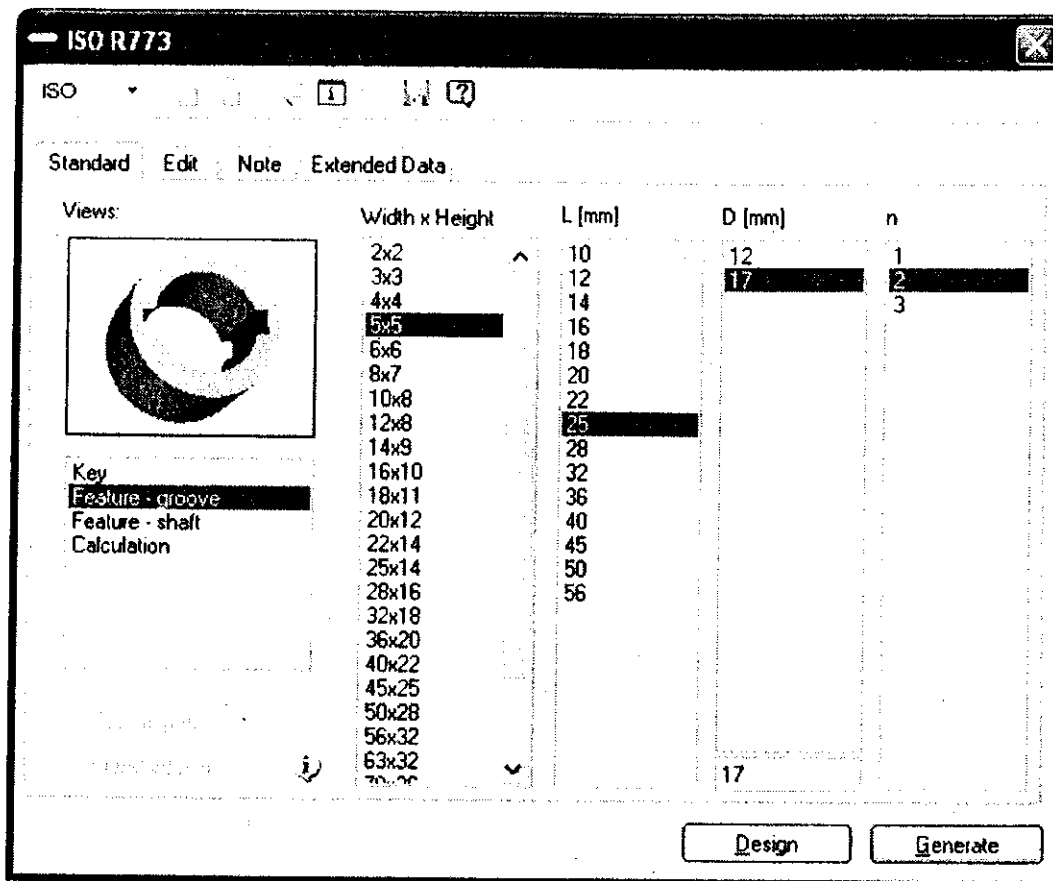 ISO R773
ISO
Standard Edit Note Extended Data
Views:
Key
Feature - groove
Feature - shaft
Calculation
Width x Height
2x2
3x3
4x4
5x5
6x6
8x7
10x8
12x8
14x9
16x10
18x11
20x12
22x14
25x14
28x16
32x18
36x20
40x22
45x25
50x28
56x32
63x32
L [mm]
10
12
14
16
18
20
22
25
28
32
36
40
45
50
56
D [mm]
12
17
17
n
1
2
3
Design Generate